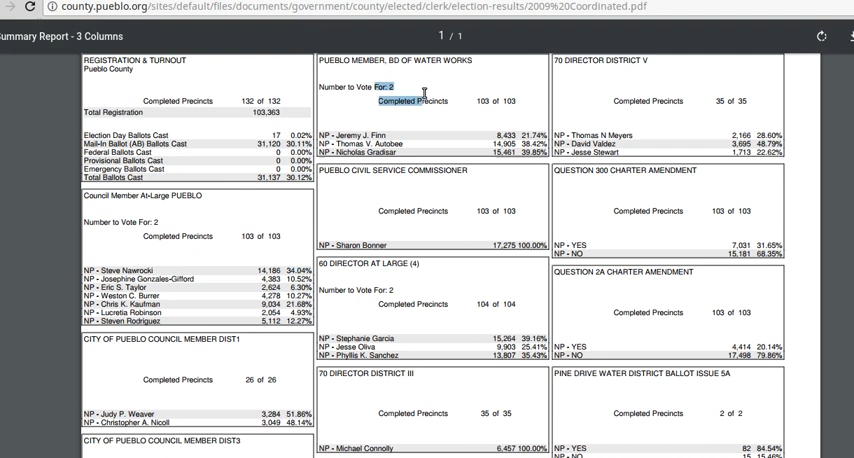 county.pueblo.org/sites/default/files/documents/government/county/elected/clerk/election-results/2009%20Coordinated.pdf
ummary Report - 3 Columns
1 / 1
REGISTRATION & TURNOUT
Pueblo County
Completed Precincts 132 of 132
Total Registration 103,363
Election Day Ballots Cast 17 0.02%
Mail-In Ballot (AB) Ballots Cast 31,120 30.11%
Federal Ballots Cast 0 0.00%
Provisional Ballots Cast 0 0.00%
Emergency Ballots Cast 0 0.00%
Total Ballots Cast 31,137 30.12%
Council Member At-Large PUEBLO
Number to Vote For: 2
Completed Precincts 103 of 103
NP - Steve Nawrocki 14,186 34.04%
NP - Josephine Gonzales-Gifford 4,383 10.52%
NP - Eric S. Taylor 2,624 6.30%
NP - Weston C. Burrer 4,278 10.27%
NP - Chris K. Kaufman 9,034 21.68%
NP - Lucretia Robinson 2,054 4.93%
NP - Steven Rodriguez 5,112 12.27%
CITY OF PUEBLO COUNCIL MEMBER DIST1
Completed Precincts 26 of 26
NP - Judy P. Weaver 3,284 51.86%
NP - Christopher A. Nicoll 3,049 48.14%
CITY OF PUEBLO COUNCIL MEMBER DIST3
PUEBLO MEMBER, BD OF WATER WORKS
Number to Vote For: 2
Completed Precincts 103 of 103
NP - Jeremy J. Finn 8,433 21.74%
NP - Thomas V. Autobee 14,905 38.42%
NP - Nicholas Gradisar 15,461 39.85%
PUEBLO CIVIL SERVICE COMMISSIONER
Completed Precincts 103 of 103
NP - Sharon Bonner 17,275 100.00%
60 DIRECTOR AT LARGE (4)
Number to Vote For: 2
Completed Precincts 104 of 104
NP - Stephanie Garcia 15,264 39.16%
NP - Jesse Oliva 9,903 25.41%
NP - Phyllis K. Sanchez 13,807 35.43%
70 DIRECTOR DISTRICT III
Completed Precincts 35 of 35
NP - Michael Connolly 6,457 100.00%
70 DIRECTOR DISTRICT V
Completed Precincts 35 of 35
NP - Thomas N Meyers 2,166 28.60%
NP - David Valdez 3,695 48.79%
NP - Jesse Stewart 1,713 22.62%
QUESTION 300 CHARTER AMENDMENT
Completed Precincts 103 of 103
NP - YES 7,031 31.65%
NP - NO 15,181 68.35%
QUESTION 2A CHARTER AMENDMENT
Completed Precincts 103 of 103
NP - YES 4,414 20.14%
NP - NO 17,498 79.86%
PINE DRIVE WATER DISTRICT BALLOT ISSUE 5A
Completed Precincts 2 of 2
NP - YES 82 84.54%
NP - NO 15 15.46%